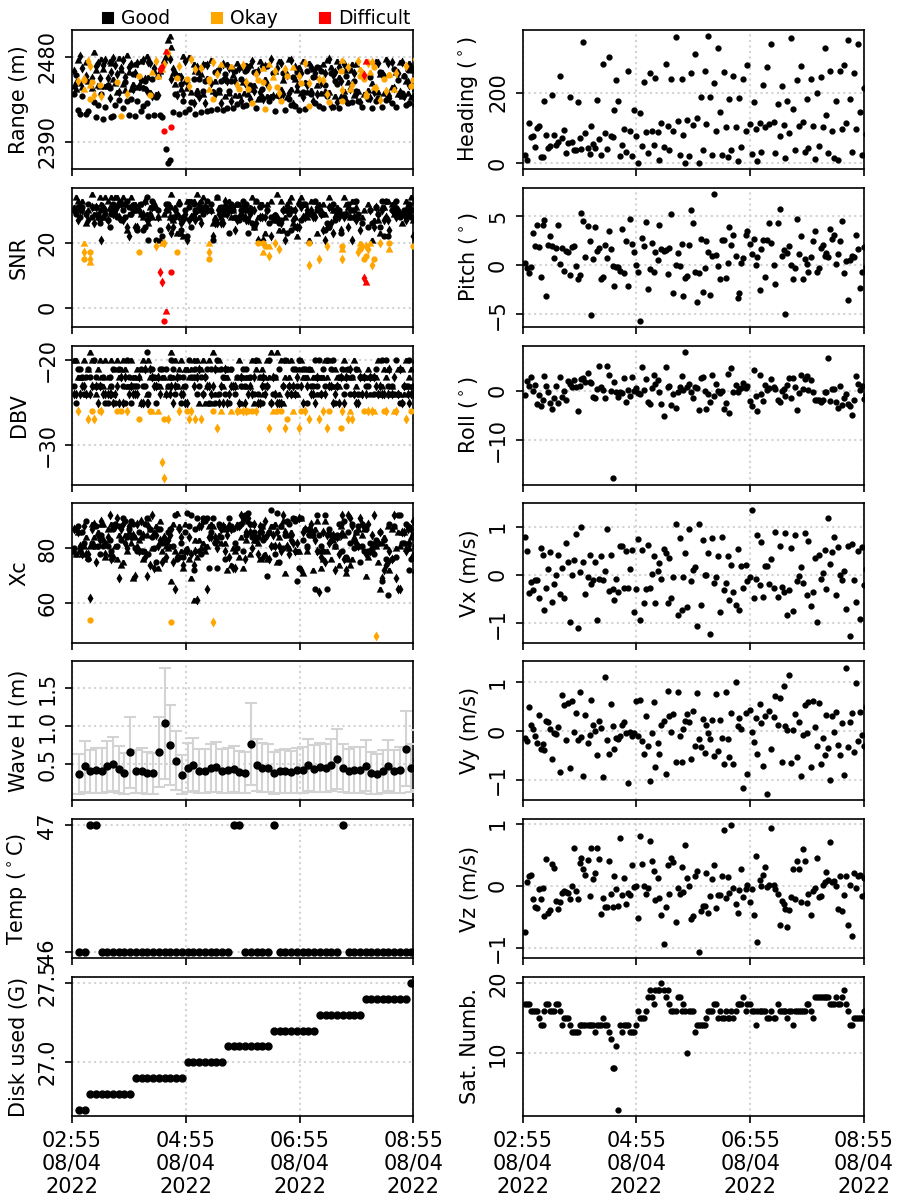 Good Okay Difficult
Range (m)
2480
2390
Heading (°)
200
0
SNR
20
0
Pitch (°)
5
0
−5
DBV
−20
−30
Roll (°)
0
−10
Xc
80
60
Vx (m/s)
1
0
−1
Wave H (m)
1.5
1.0
0.5
Vy (m/s)
1
0
−1
Temp (°C)
47
46
Vz (m/s)
1
0
−1
Disk used (G)
27.5
27.0
Sat. Numb.
20
10
02:55 04:55 06:55 08:55
08/04 08/04 08/04 08/04
2022 2022 2022 2022
02:55 04:55 06:55 08:55
08/04 08/04 08/04 08/04
2022 2022 2022 2022